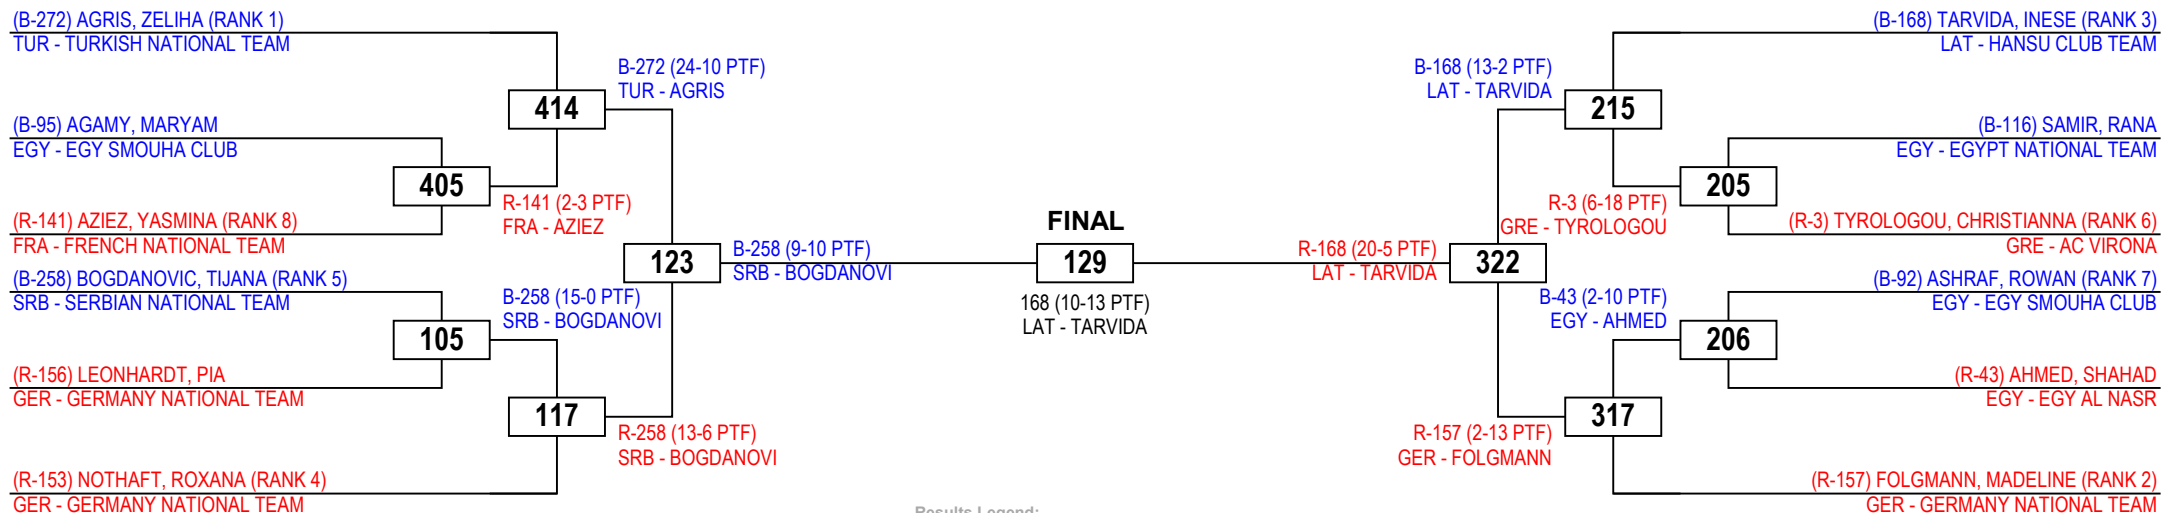 (B-272) AGRIS, ZELIHA (RANK 1)
TUR - TURKISH NATIONAL TEAM
(B-95) AGAMY, MARYAM
EGY - EGY SMOUHA CLUB
(R-141) AZIEZ, YASMINA (RANK 8)
FRA - FRENCH NATIONAL TEAM
(B-258) BOGDANOVIC, TIJANA (RANK 5)
SRB - SERBIAN NATIONAL TEAM
(R-156) LEONHARDT, PIA
GER - GERMANY NATIONAL TEAM
(R-153) NOTHAFT, ROXANA (RANK 4)
GER - GERMANY NATIONAL TEAM
405
105
414
R-141 (2-3 PTF)
FRA - AZIEZ
B-258 (15-0 PTF)
SRB - BOGDANOVI
117
B-272 (24-10 PTF)
TUR - AGRIS
123
R-258 (13-6 PTF)
SRB - BOGDANOVI
B-258 (9-10 PTF)
SRB - BOGDANOVI
FINAL
129
168 (10-13 PTF)
LAT - TARVIDA
R-168 (20-5 PTF)
LAT - TARVIDA
322
B-168 (13-2 PTF)
LAT - TARVIDA
R-157 (2-13 PTF)
GER - FOLGMANN
215
R-3 (6-18 PTF)
GRE - TYROLOGOU
B-43 (2-10 PTF)
EGY - AHMED
317
205
206
(B-168) TARVIDA, INESE (RANK 3)
LAT - HANSU CLUB TEAM
(B-116) SAMIR, RANA
EGY - EGYPT NATIONAL TEAM
(R-3) TYROLOGOU, CHRISTIANNA (RANK 6)
GRE - AC VIRONA
(B-92) ASHRAF, ROWAN (RANK 7)
EGY - EGY SMOUHA CLUB
(R-43) AHMED, SHAHAD
EGY - EGY AL NASR
(R-157) FOLGMANN, MADELINE (RANK 2)
GER - GERMANY NATIONAL TEAM
Results Legend: